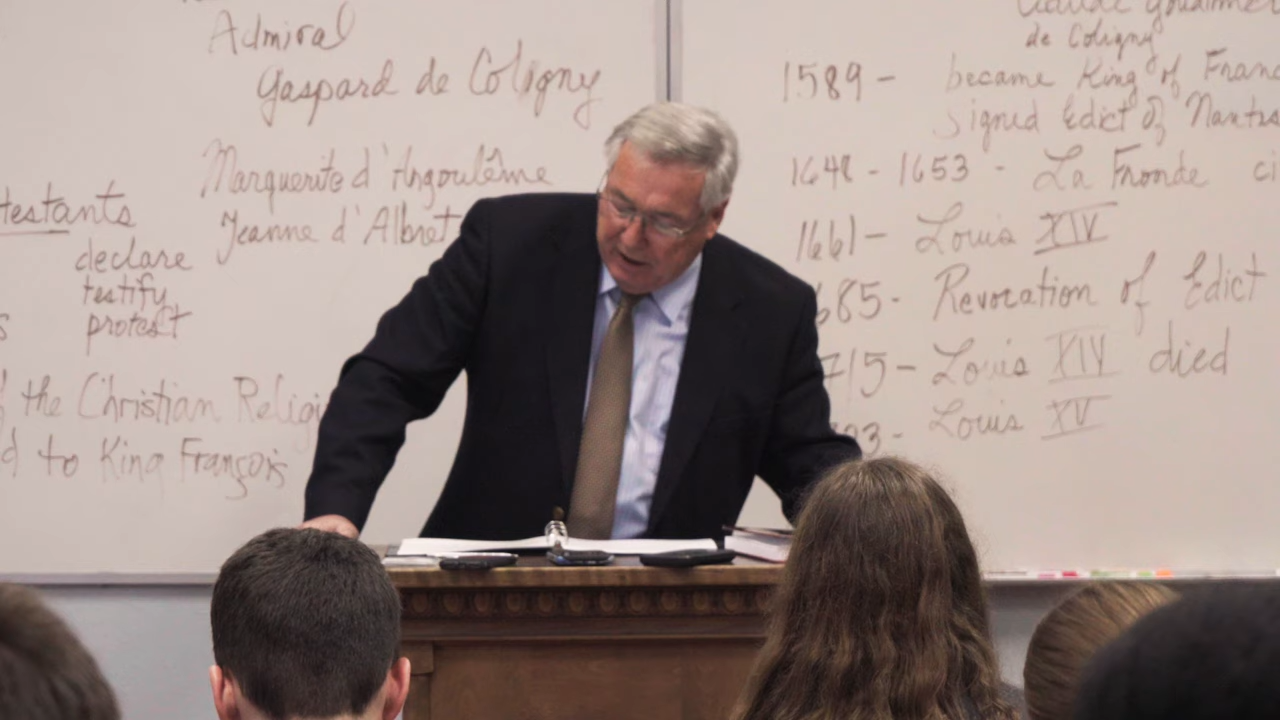 Admiral
Gaspard de Coligny
Marguerite d'Angoulême
Jeanne d'Albret
testants
declare
testify
protest
the Christian Religi
d to King François
de Coligny
1589 - became King of Franc
signed Edict of Nantes
1648 - 1653 - La Fronde ci
1661 - Louis XIV
685 - Revocation of Edict
715 - Louis XIV died
Louis XV